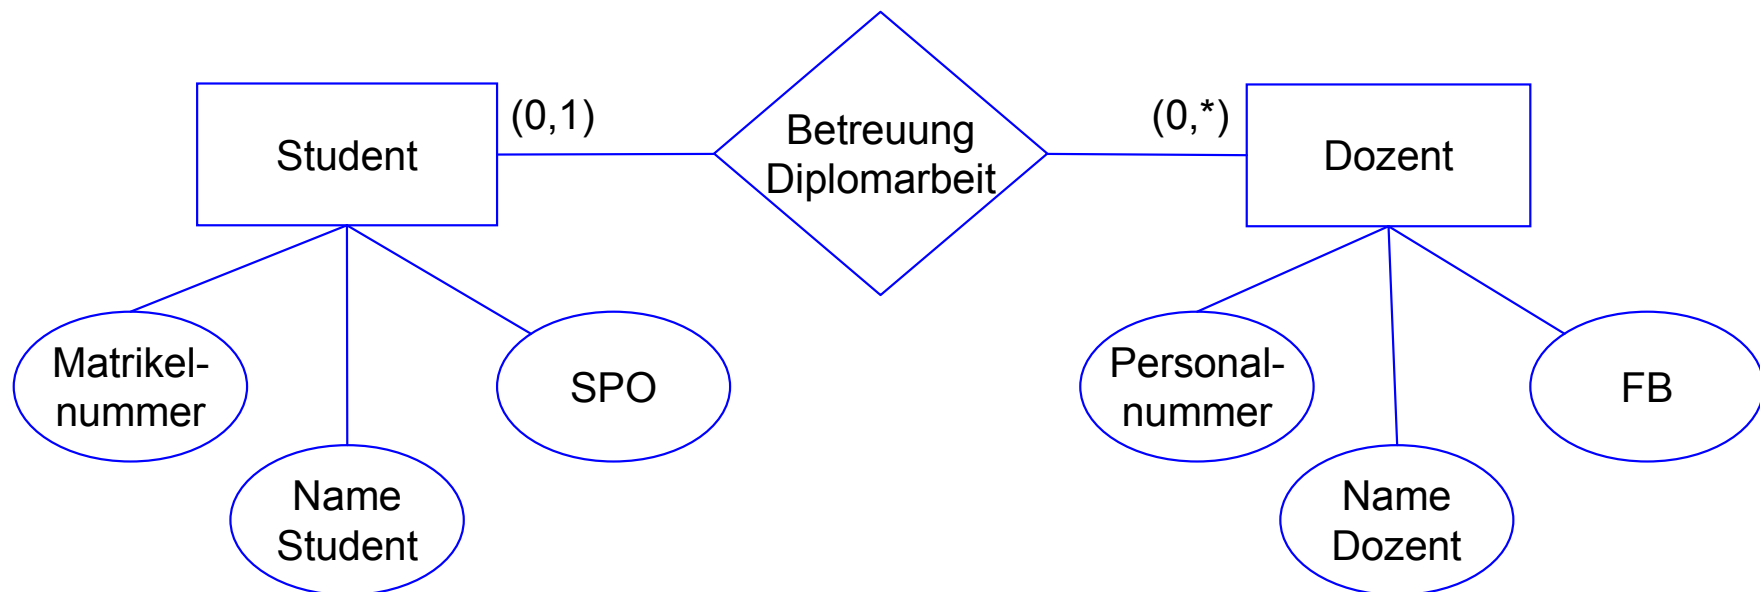 Student
(0,1)
Betreuung
Diplomarbeit
(0,*)
Dozent
Matrikel-
nummer
Name
Student
SPO
Personal-
nummer
Name
Dozent
FB